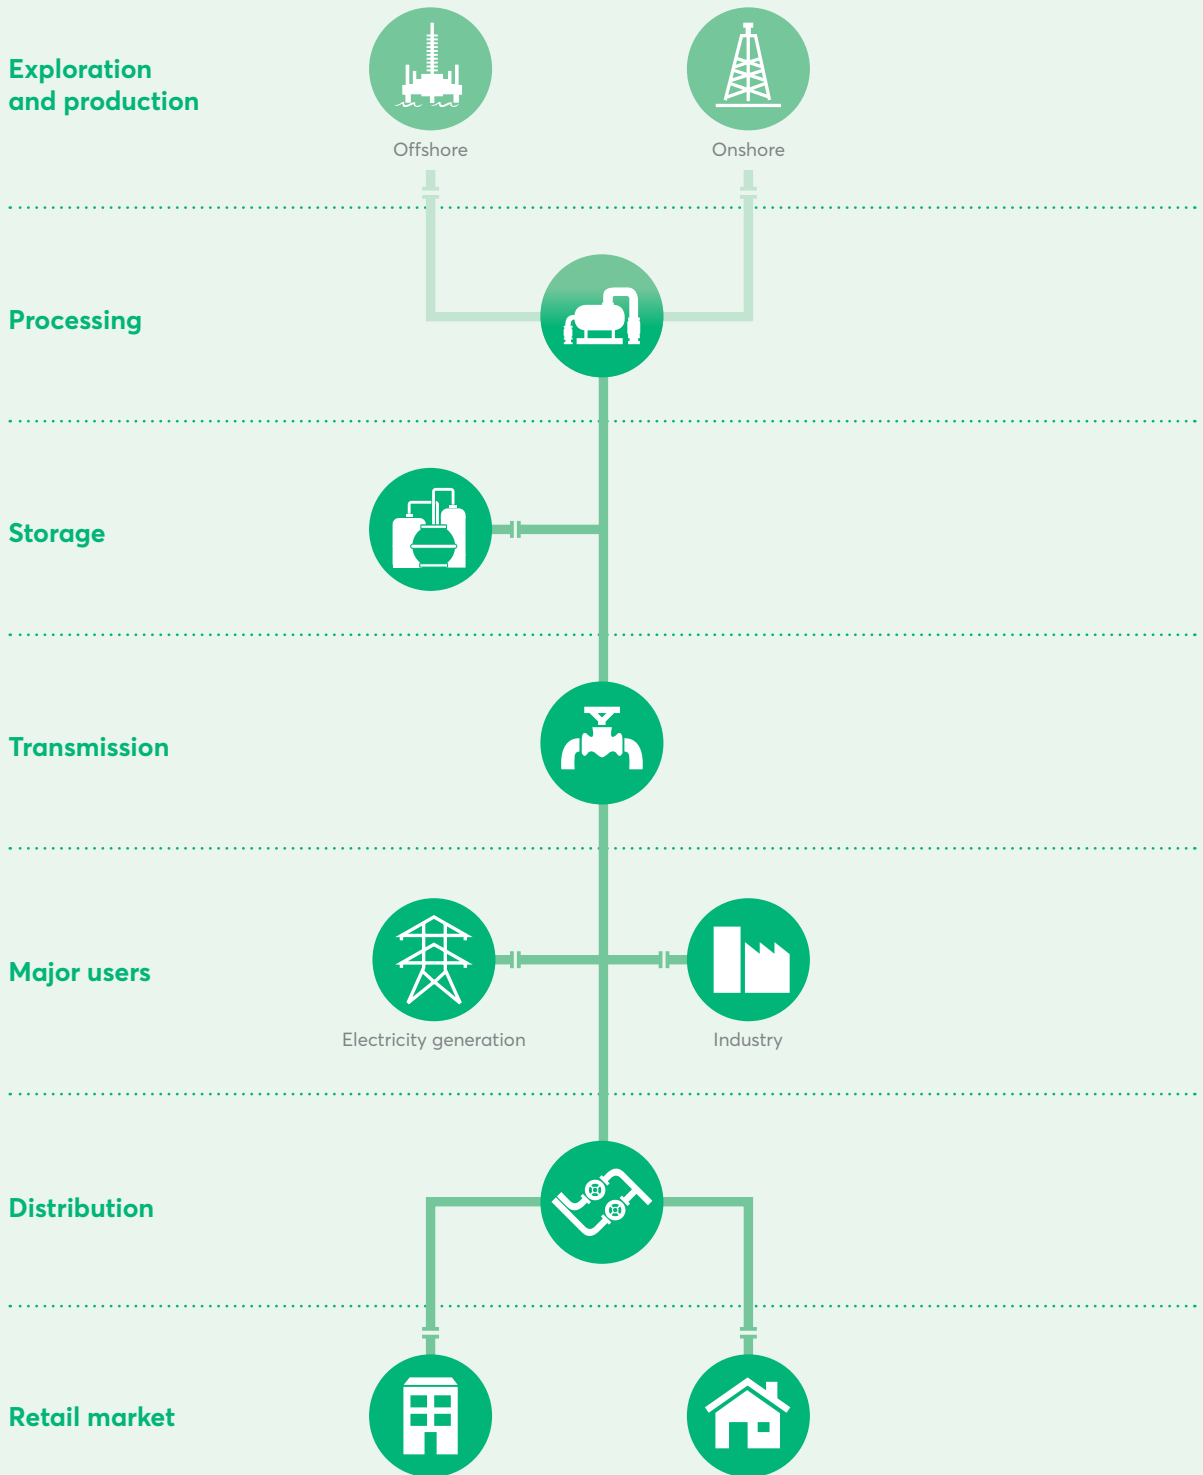 Exploration
and production
Offshore
Onshore
Processing
Storage
Transmission
Major users
Electricity generation
Industry
Distribution
Retail market